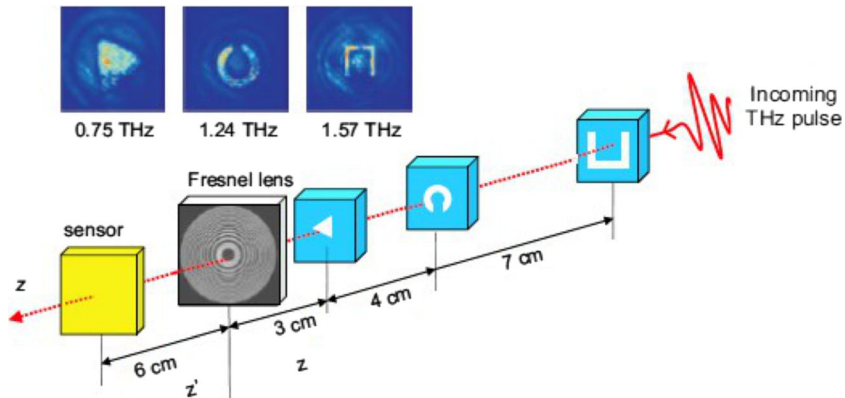 0.75 THz
1.24 THz
1.57 THz
Incoming
THz pulse
Fresnel lens
sensor
z
7 cm
4 cm
3 cm
6 cm
z
z'